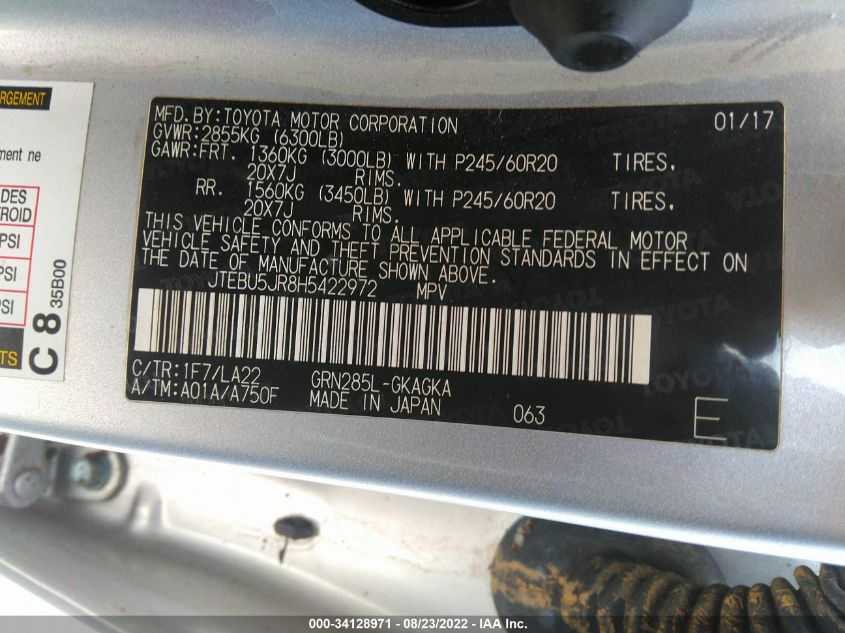 ARGEMENT
ment ne
DES
ROID
PSI
PSI
PSI
TS
C 8
35B00
MFD.BY:TOYOTA MOTOR CORPORATION 01/17
GVWR:2855KG (6300LB)
GAWR:FRT. 1360KG (3000LB) WITH P245/60R20 TIRES.
20X7J RIMS.
RR. 1560KG (3450LB) WITH P245/60R20 TIRES.
20X7J RIMS.
THIS VEHICLE CONFORMS TO ALL APPLICABLE FEDERAL MOTOR
VEHICLE SAFETY AND THEFT PREVENTION STANDARDS IN EFFECT ON
THE DATE OF MANUFACTURE SHOWN ABOVE.
JTEBU5JR8H5422972 MPV
C/TR:1F7/LA22 GRN285L-GKAGKA
A/TM:A01A/A750F MADE IN JAPAN 063
E
000-34128971 - 08/23/2022 - IAA Inc.